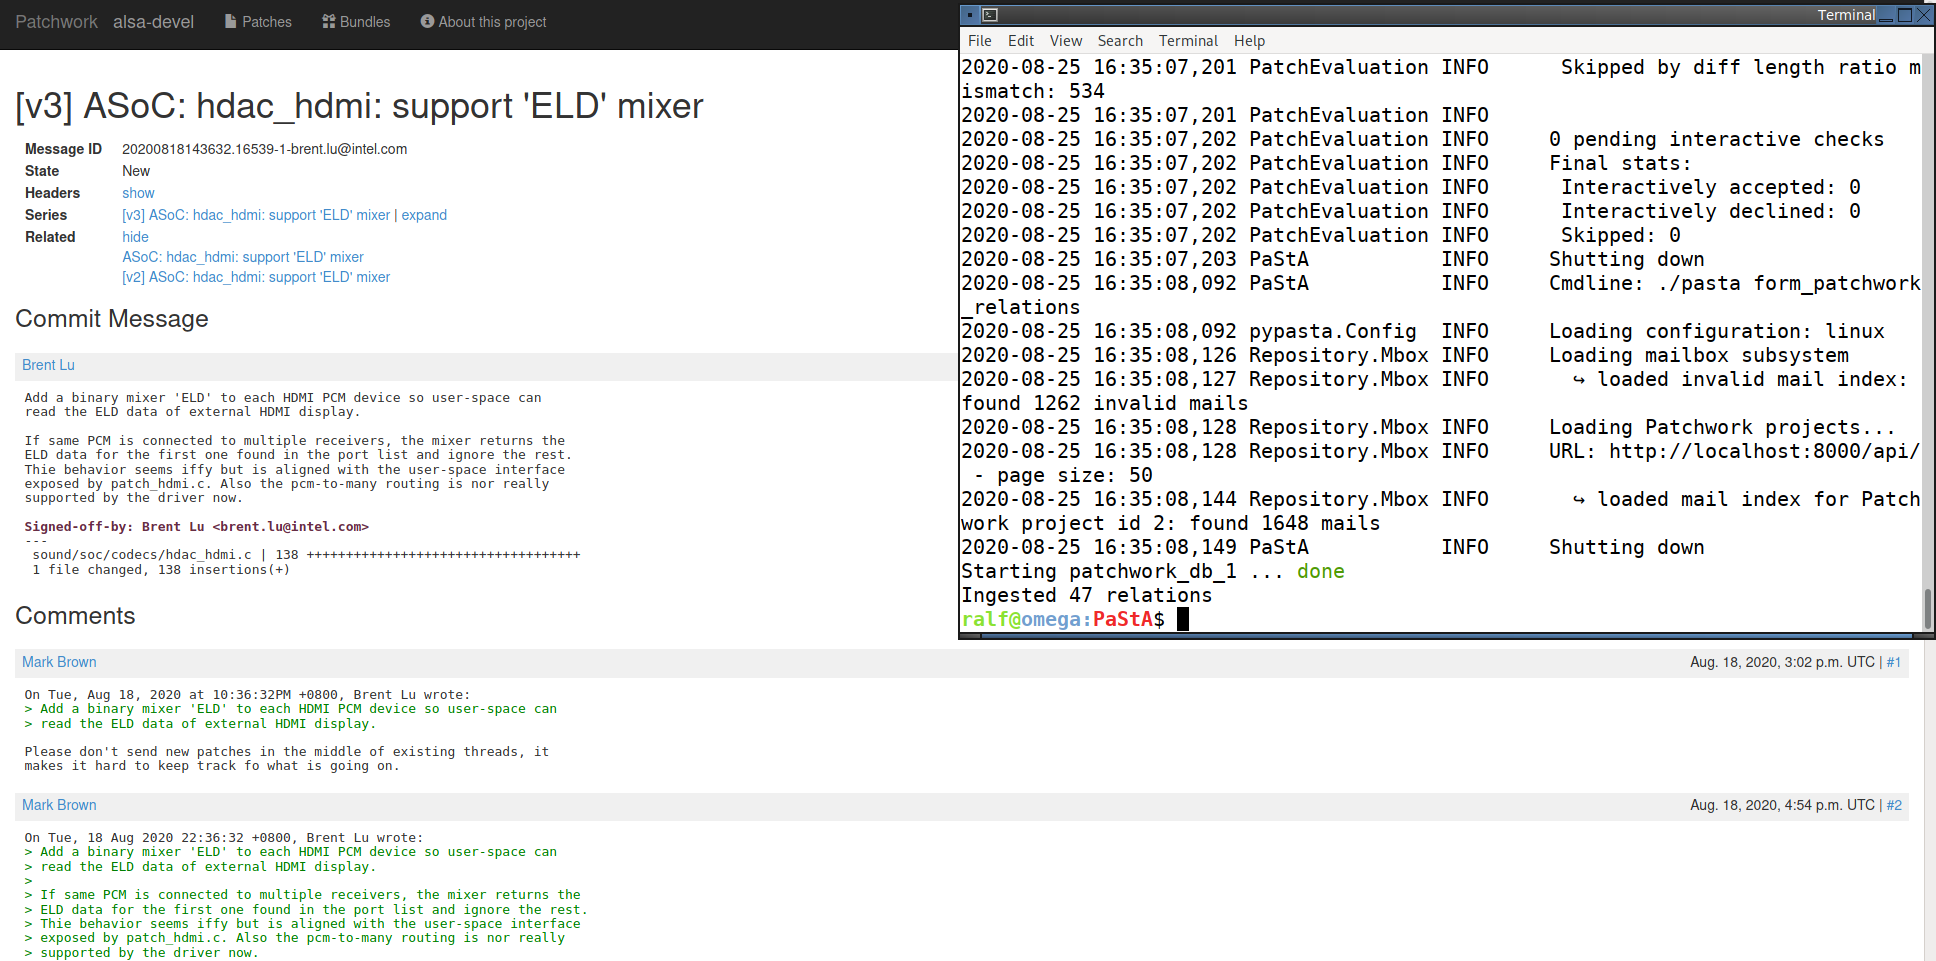 Patchwork alsa-devel Patches Bundles About this project
[v3] ASoC: hdac_hdmi: support 'ELD' mixer
Message ID 20200818143632.16539-1-brent.lu@intel.com
State New
Headers show
Series [v3] ASoC: hdac_hdmi: support 'ELD' mixer | expand
Related hide
ASoC: hdac_hdmi: support 'ELD' mixer
[v2] ASoC: hdac_hdmi: support 'ELD' mixer
Commit Message
Brent Lu
Add a binary mixer 'ELD' to each HDMI PCM device so user-space can
read the ELD data of external HDMI display.
If same PCM is connected to multiple receivers, the mixer returns the
ELD data for the first one found in the port list and ignore the rest.
Thie behavior seems iffy but is aligned with the user-space interface
exposed by patch_hdmi.c. Also the pcm-to-many routing is nor really
supported by the driver now.
Signed-off-by: Brent Lu <brent.lu@intel.com>
---
sound/soc/codecs/hdac_hdmi.c | 138 +++++++++++++++++++++++++++++++++++
1 file changed, 138 insertions(+)
Comments
Mark Brown Aug. 18, 2020, 3:02 p.m. UTC | #1
On Tue, Aug 18, 2020 at 10:36:32PM +0800, Brent Lu wrote:
> Add a binary mixer 'ELD' to each HDMI PCM device so user-space can
> read the ELD data of external HDMI display.
Please don't send new patches in the middle of existing threads, it
makes it hard to keep track fo what is going on.
Mark Brown Aug. 18, 2020, 4:54 p.m. UTC | #2
On Tue, 18 Aug 2020 22:36:32 +0800, Brent Lu wrote:
> Add a binary mixer 'ELD' to each HDMI PCM device so user-space can
> read the ELD data of external HDMI display.
>
> If same PCM is connected to multiple receivers, the mixer returns the
> ELD data for the first one found in the port list and ignore the rest.
> Thie behavior seems iffy but is aligned with the user-space interface
> exposed by patch_hdmi.c. Also the pcm-to-many routing is nor really
> supported by the driver now.
Terminal
File Edit View Search Terminal Help
2020-08-25 16:35:07,201 PatchEvaluation INFO Skipped by diff length ratio m
ismatch: 534
2020-08-25 16:35:07,201 PatchEvaluation INFO
2020-08-25 16:35:07,202 PatchEvaluation INFO 0 pending interactive checks
2020-08-25 16:35:07,202 PatchEvaluation INFO Final stats:
2020-08-25 16:35:07,202 PatchEvaluation INFO Interactively accepted: 0
2020-08-25 16:35:07,202 PatchEvaluation INFO Interactively declined: 0
2020-08-25 16:35:07,202 PatchEvaluation INFO Skipped: 0
2020-08-25 16:35:07,203 PaStA INFO Shutting down
2020-08-25 16:35:08,092 PaStA INFO Cmdline: ./pasta form_patchwork
_relations
2020-08-25 16:35:08,092 pypasta.Config INFO Loading configuration: linux
2020-08-25 16:35:08,126 Repository.Mbox INFO Loading mailbox subsystem
2020-08-25 16:35:08,127 Repository.Mbox INFO ↪ loaded invalid mail index:
found 1262 invalid mails
2020-08-25 16:35:08,128 Repository.Mbox INFO Loading Patchwork projects...
2020-08-25 16:35:08,128 Repository.Mbox INFO URL: http://localhost:8000/api/
- page size: 50
2020-08-25 16:35:08,144 Repository.Mbox INFO ↪ loaded mail index for Patch
work project id 2: found 1648 mails
2020-08-25 16:35:08,149 PaStA INFO Shutting down
Starting patchwork_db_1 ... done
Ingested 47 relations
ralf@omega:PaStA$